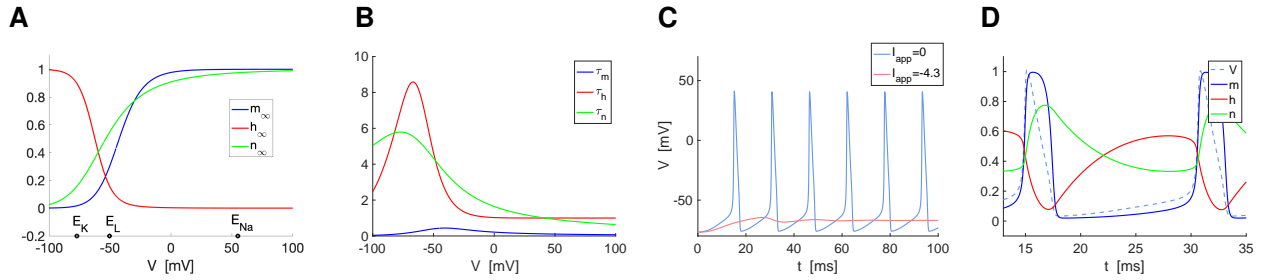 A
1
0.8
0.6
0.4
0.2
0
-0.2
-100
-50
0
50
100
V [mV]
E_K
E_L
E_Na
m_∞
h_∞
n_∞
B
10
8
6
4
2
0
-100
-50
0
50
100
V [mV]
τ_m
τ_h
τ_n
C
50
0
-50
V [mV]
0
20
40
60
80
100
t [ms]
I_app=0
I_app=-4.3
D
1
0.8
0.6
0.4
0.2
0
15
20
25
30
35
t [ms]
V
m
h
n